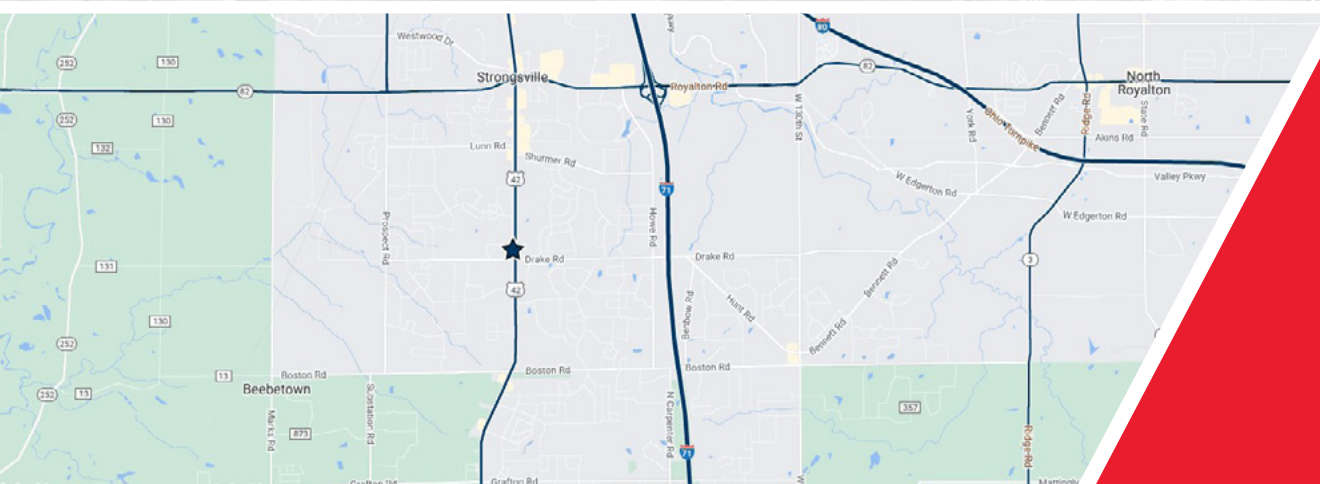 Westwood Dr
80
252
130
Strongsville
82
82
Royalton Rd
North
Royalton
252
130
W 130th St
York Rd
Ohio Turnpike
Bennett Rd
Ridge Rd
State Rd
Akins Rd
132
Lunn Rd
Shurmer Rd
42
71
W Edgerton Rd
Valley Pkwy
Prospect Rd
Howe Rd
W Edgerton Rd
131
Drake Rd
Drake Rd
3
42
Bennett Rd
Benbow Rd
Hunt Rd
130
Bennett Rd
252
13
Boston Rd
Boston Rd
Boston Rd
Beebetown
252
13
Substation Rd
Marks Rd
873
N Carpenter Rd
357
Ridge Rd
71
Grafton Rd